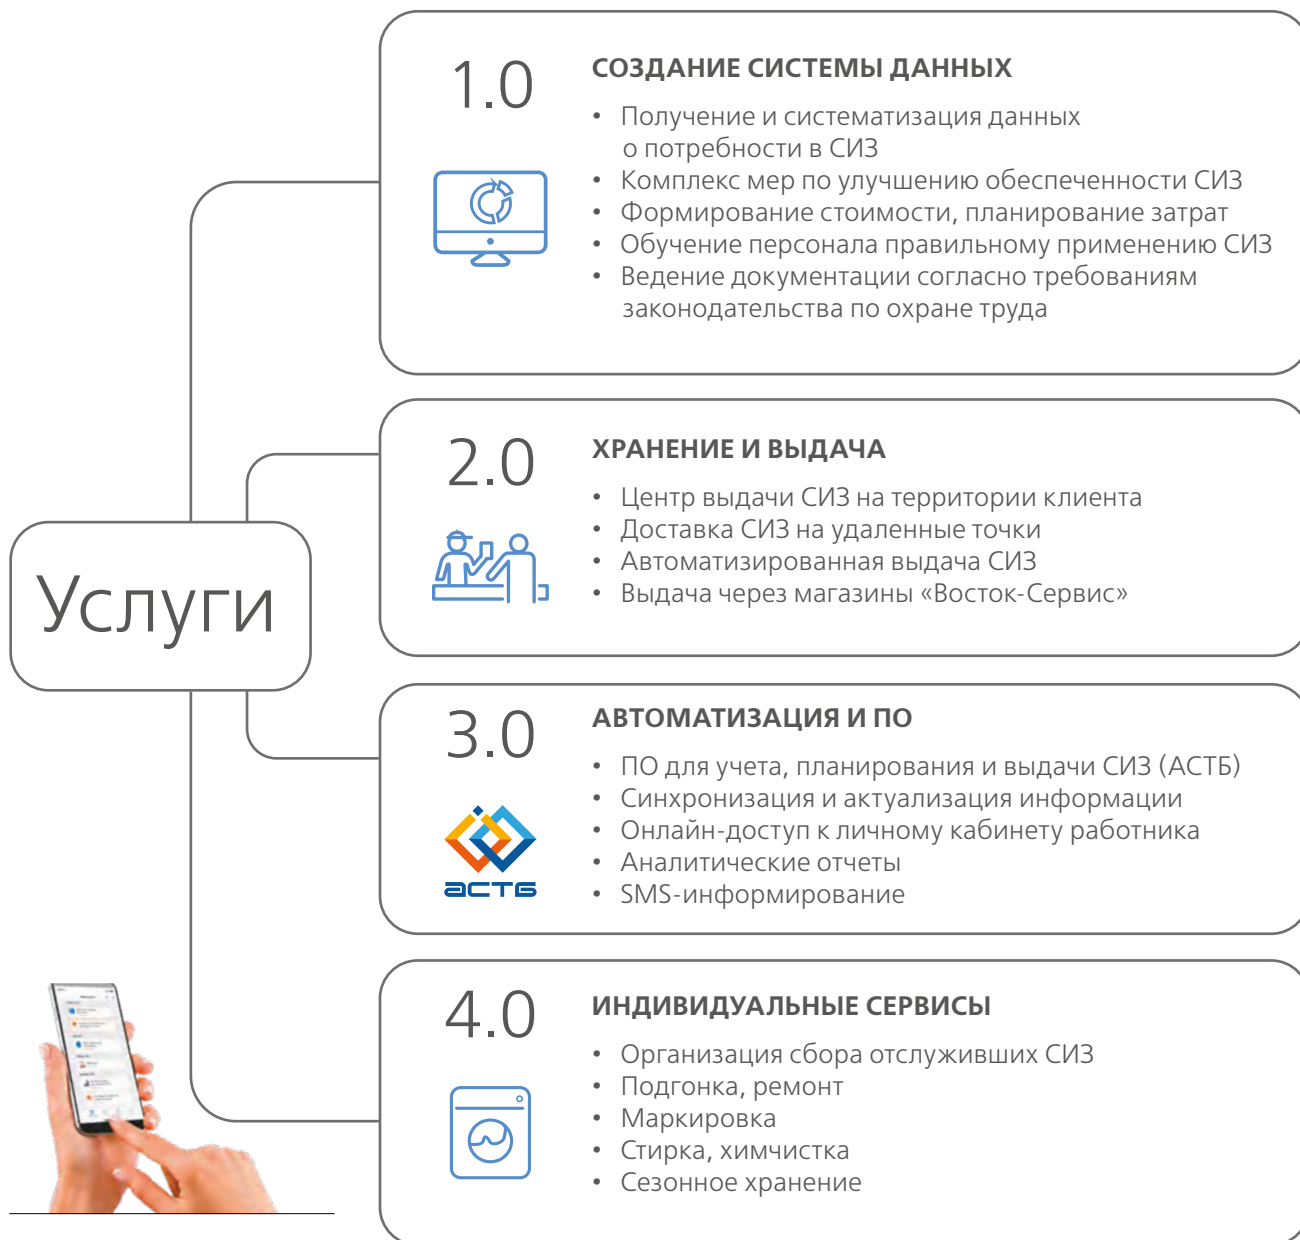 1.0
СОЗДАНИЕ СИСТЕМЫ ДАННЫХ
• Получение и систематизация данных
о потребности в СИЗ
• Комплекс мер по улучшению обеспеченности СИЗ
• Формирование стоимости, планирование затрат
• Обучение персонала правильному применению СИЗ
• Ведение документации согласно требованиям
законодательства по охране труда
2.0
ХРАНЕНИЕ И ВЫДАЧА
• Центр выдачи СИЗ на территории клиента
• Доставка СИЗ на удаленные точки
• Автоматизированная выдача СИЗ
• Выдача через магазины «Восток-Сервис»
Услуги
3.0
АВТОМАТИЗАЦИЯ И ПО
• ПО для учета, планирования и выдачи СИЗ (АСТБ)
• Синхронизация и актуализация информации
• Онлайн-доступ к личному кабинету работника
• Аналитические отчеты
• SMS-информирование
астб
4.0
ИНДИВИДУАЛЬНЫЕ СЕРВИСЫ
• Организация сбора отслуживших СИЗ
• Подгонка, ремонт
• Маркировка
• Стирка, химчистка
• Сезонное хранение